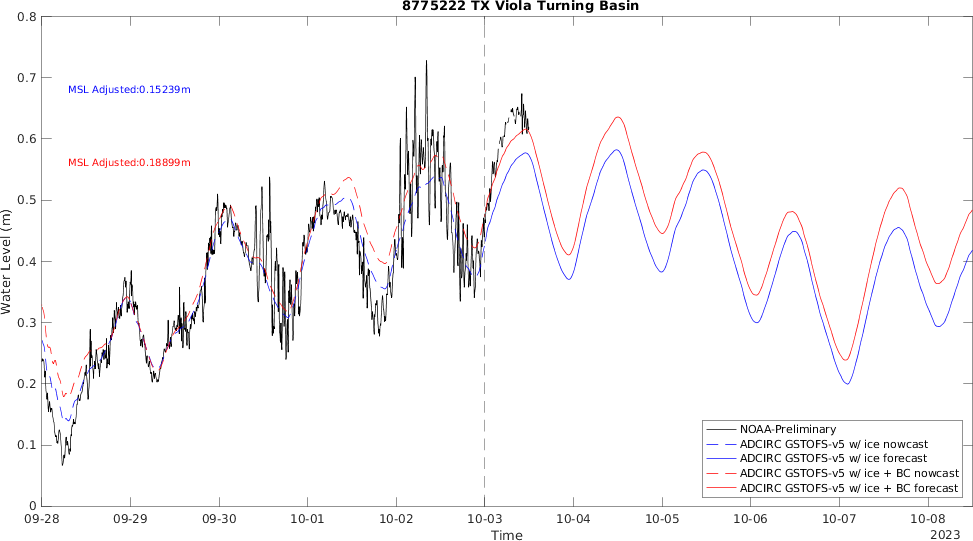 8775222 TX Viola Turning Basin
0.8
0.7
0.6
0.5
0.4
0.3
0.2
0.1
0
Water Level (m)
MSL Adjusted:0.15239m
MSL Adjusted:0.18899m
NOAA-Preliminary
ADCIRC GSTOFS-v5 w/ ice nowcast
ADCIRC GSTOFS-v5 w/ ice forecast
ADCIRC GSTOFS-v5 w/ ice + BC nowcast
ADCIRC GSTOFS-v5 w/ ice + BC forecast
09-28 09-29 09-30 10-01 10-02 10-03 10-04 10-05 10-06 10-07 10-08
Time
2023